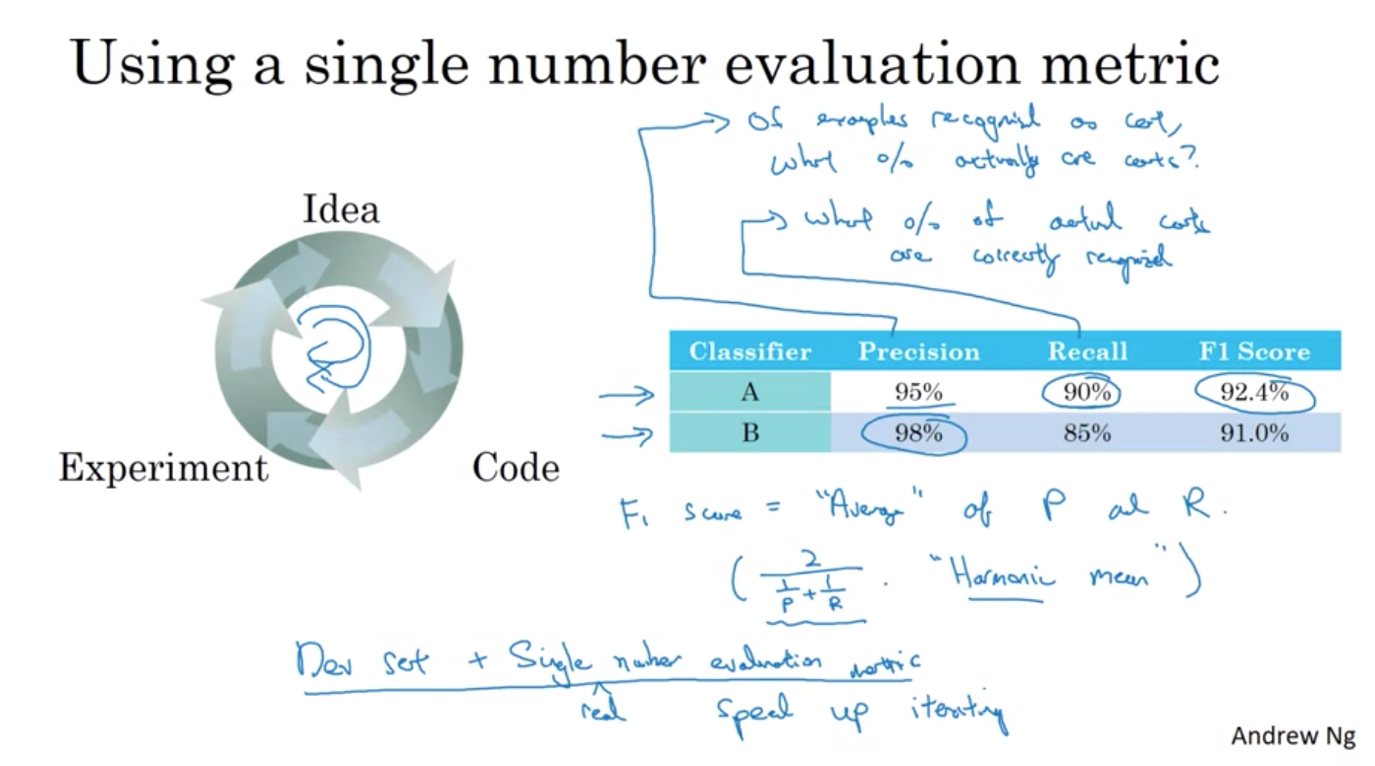 Using a single number evaluation metric
Of examples recognized as cat,
what % actually are cats?
what % of actual cats
are correctly recognized
Idea
Experiment
Code
Classifier Precision Recall F1 Score
A 95% 90% 92.4%
B 98% 85% 91.0%
F1 score = "Average" of P and R.
( 2 / (1/P + 1/R) . "Harmonic mean" )
Dev set + Single number evaluation metric
real speed up iterating
Andrew Ng